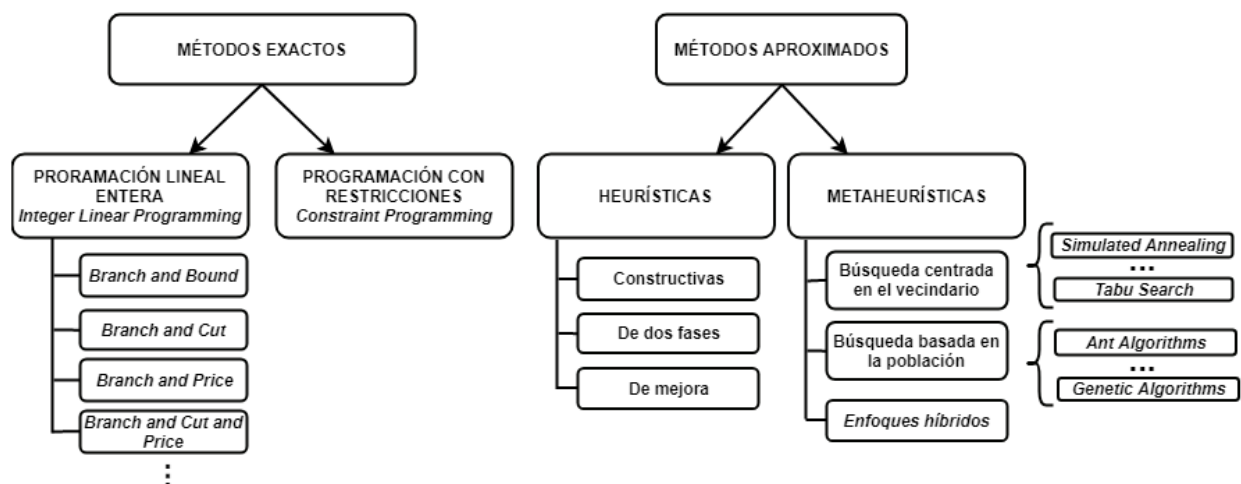 MÉTODOS EXACTOS
PRORAMACIÓN LINEAL
ENTERA
Integer Linear Programming
PROGRAMACIÓN CON
RESTRICCIONES
Constraint Programming
Branch and Bound
Branch and Cut
Branch and Price
Branch and Cut and
Price
MÉTODOS APROXIMADOS
HEURÍSTICAS
Constructivas
De dos fases
De mejora
METAHEURÍSTICAS
Búsqueda centrada
en el vecindario
Simulated Annealing
...
Tabu Search
Búsqueda basada en
la población
Ant Algorithms
...
Genetic Algorithms
Enfoques híbridos